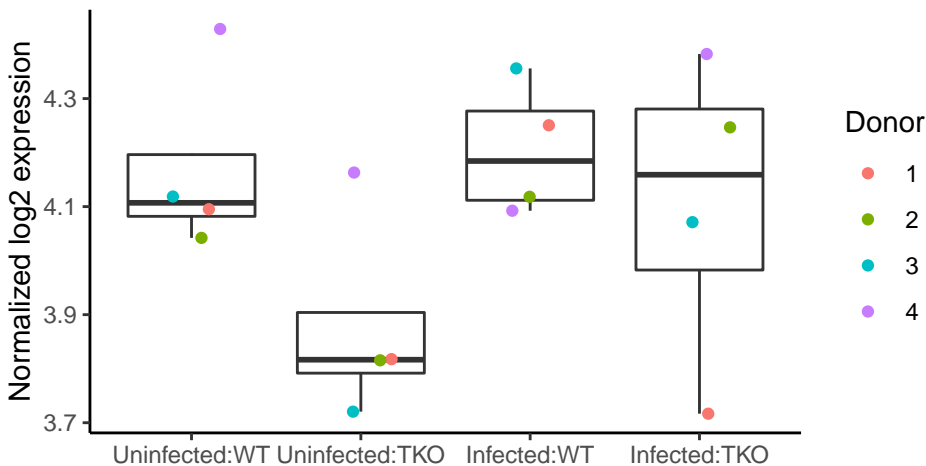 Normalized log2 expression
4.3
4.1
3.9
3.7
Uninfected:WT Uninfected:TKO Infected:WT Infected:TKO
Donor
1
2
3
4